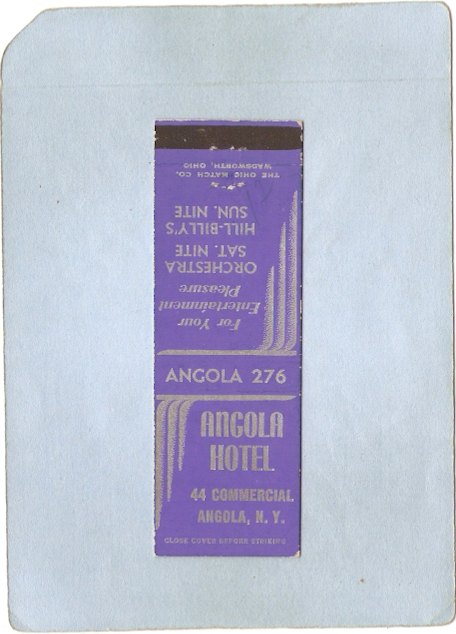 THE OHIO MATCH CO.
WADSWORTH, OHIO
For Your
Entertainment
Pleasure
ORCHESTRA
SAT. NITE
HILL-BILLY'S
SUN. NITE
ANGOLA 276
ANGOLA
HOTEL
44 COMMERCIAL
ANGOLA, N. Y.
CLOSE COVER BEFORE STRIKING